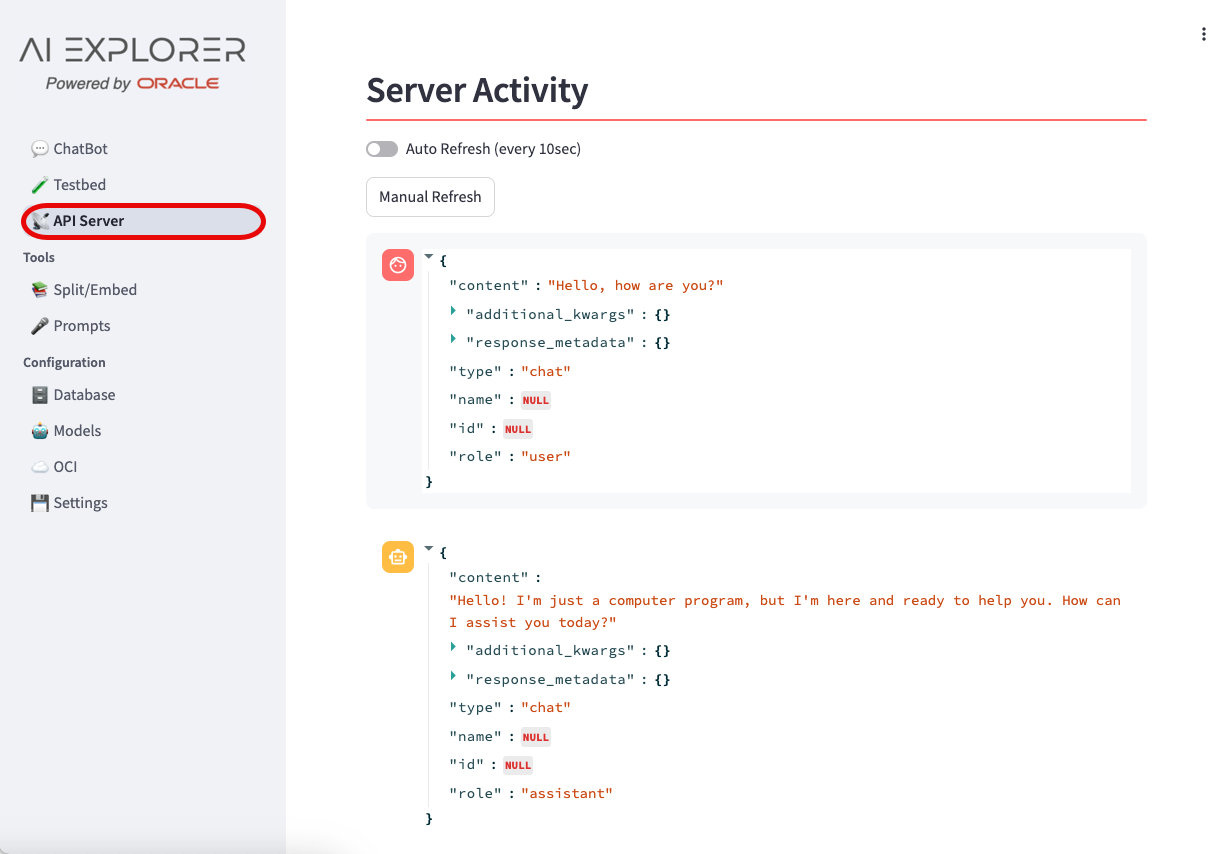 AI EXPLORER
Powered by ORACLE
ChatBot
Testbed
API Server
Tools
Split/Embed
Prompts
Configuration
Database
Models
OCI
Settings
Server Activity
Auto Refresh (every 10sec)
Manual Refresh
{
"content" : "Hello, how are you?"
"additional_kwargs" : {}
"response_metadata" : {}
"type" : "chat"
"name" : NULL
"id" : NULL
"role" : "user"
}
{
"content" :
"Hello! I'm just a computer program, but I'm here and ready to help you. How can
I assist you today?"
"additional_kwargs" : {}
"response_metadata" : {}
"type" : "chat"
"name" : NULL
"id" : NULL
"role" : "assistant"
}